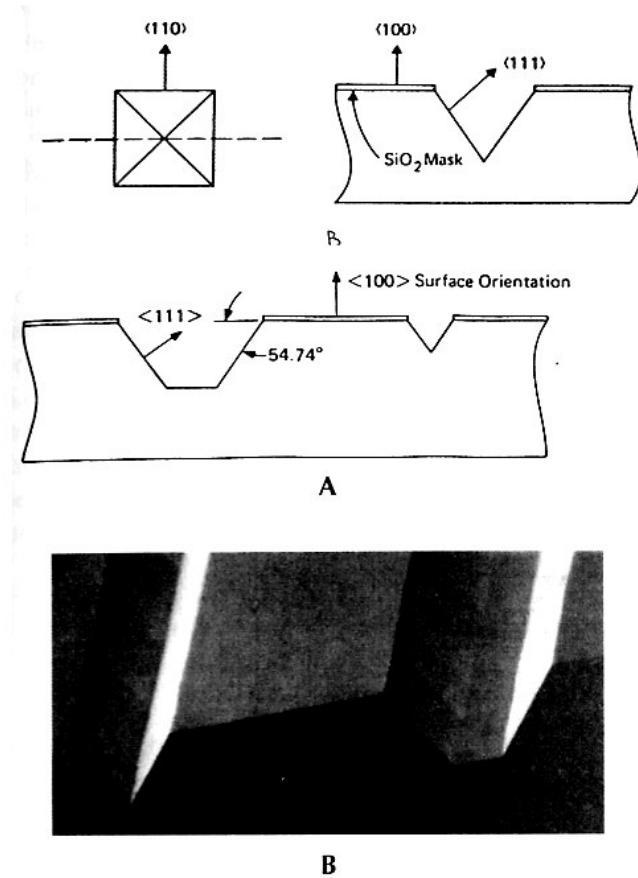 ⟨110⟩
⟨100⟩
⟨111⟩
SiO₂ Mask
B
<100> Surface Orientation
<111>
54.74°
A
B